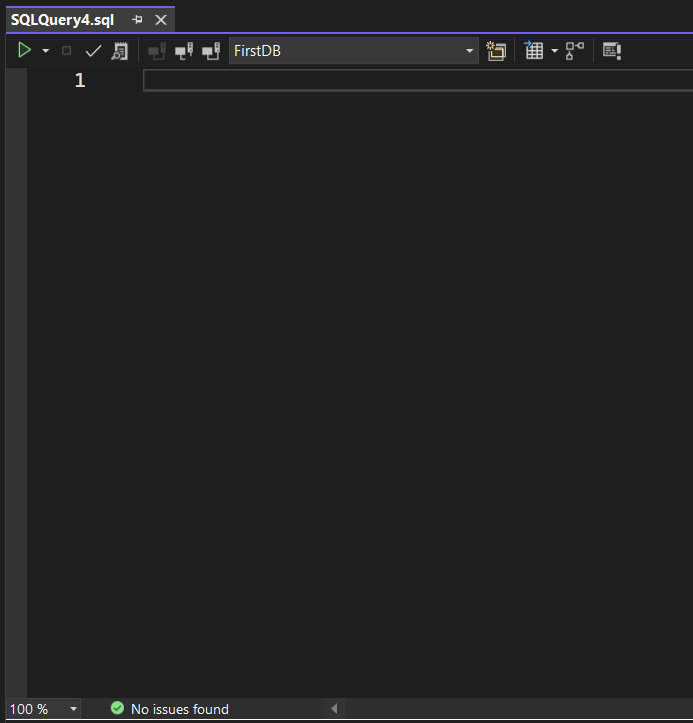 SQLQuery4.sql
FirstDB
1
100 %
No issues found